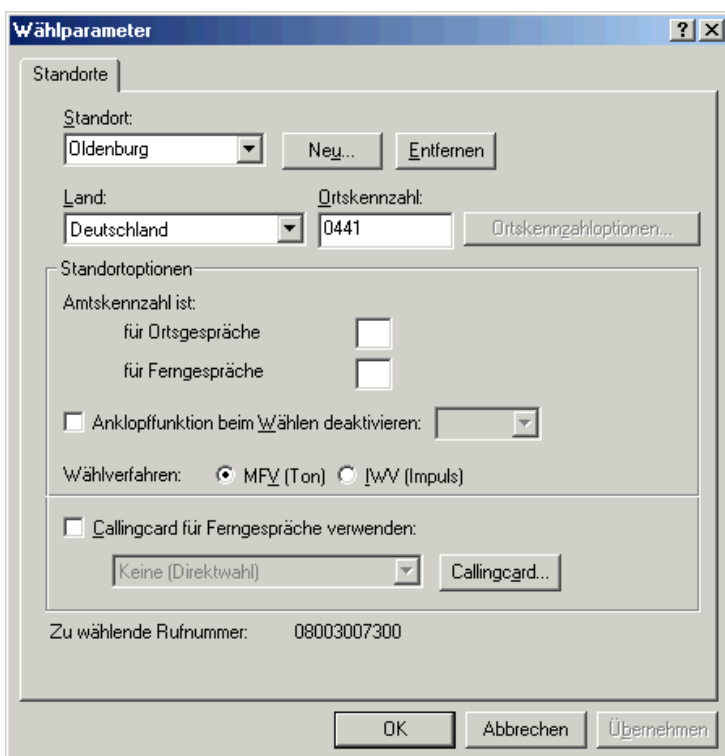 Wählparameter
Standorte
Standort:
Oldenburg Neu... Entfernen
Land: Ortskennzahl:
Deutschland 0441 Ortskennzahloptionen...
Standortoptionen
Amtskennzahl ist:
für Ortsgespräche
für Ferngespräche
Anklopffunktion beim Wählen deaktivieren:
Wählverfahren: MFV (Ton) IWV (Impuls)
Callingcard für Ferngespräche verwenden:
Keine (Direktwahl) Callingcard...
Zu wählende Rufnummer: 08003007300
OK Abbrechen Übernehmen